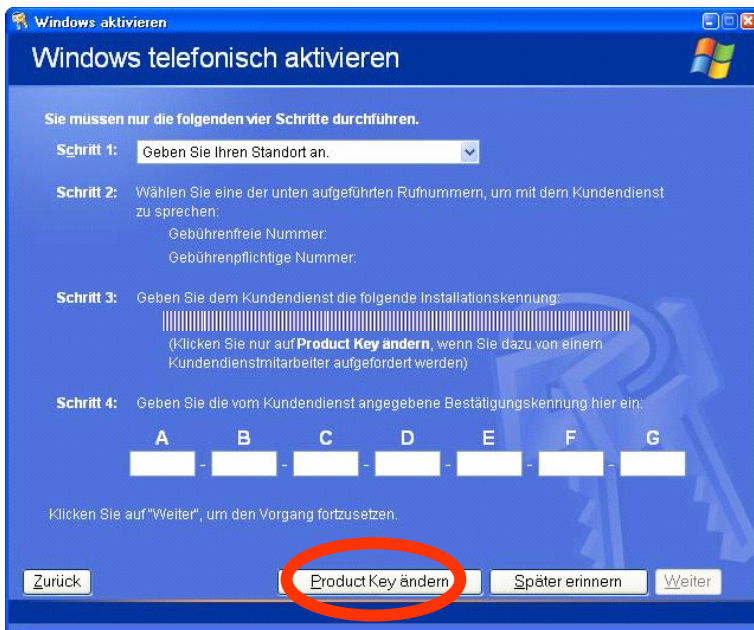 Windows aktivieren
Windows telefonisch aktivieren
Sie müssen nur die folgenden vier Schritte durchführen.
Schritt 1: Geben Sie Ihren Standort an.
Schritt 2: Wählen Sie eine der unten aufgeführten Rufnummern, um mit dem Kundendienst
zu sprechen:
Gebührenfreie Nummer:
Gebührenpflichtige Nummer:
Schritt 3: Geben Sie dem Kundendienst die folgende Installationskennung:
(Klicken Sie nur auf Product Key ändern, wenn Sie dazu von einem
Kundendienstmitarbeiter aufgefordert werden)
Schritt 4: Geben Sie die vom Kundendienst angegebene Bestätigungskennung hier ein:
A B C D E F G
- - - - - -
Klicken Sie auf "Weiter", um den Vorgang fortzusetzen.
Zurück Product Key ändern Später erinnern Weiter